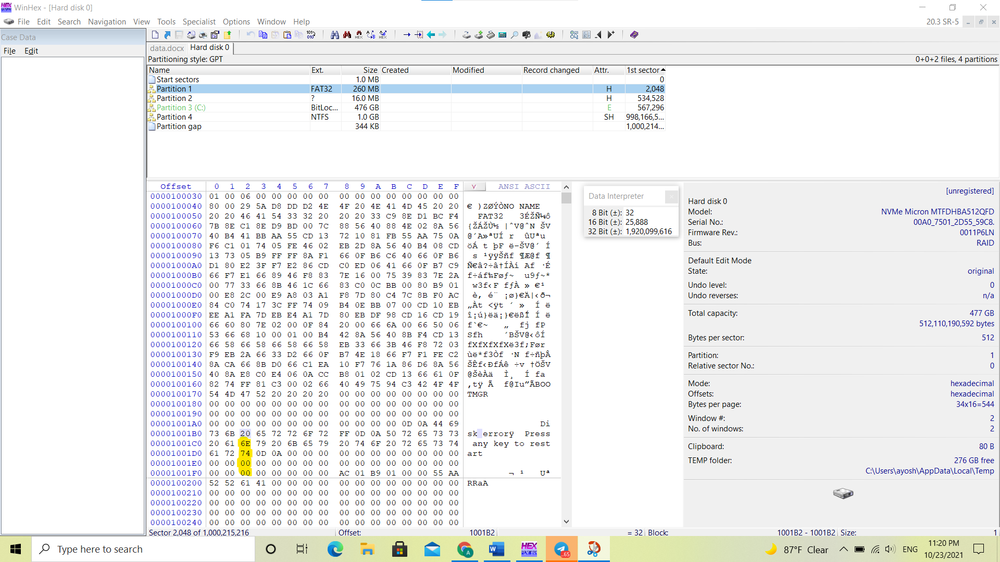 WinHex - [Hard disk 0]
File Edit Search Navigation View Tools Specialist Options Window Help
20.3 SR-5
Case Data
File Edit
data.docx Hard disk 0
Partitioning style: GPT
0+0+2 files, 4 partitions
Name Ext. Size Created Modified Record changed Attr. 1st sector
Start sectors 1.0 MB 0
Partition 1 FAT32 260 MB H 2,048
Partition 2 ? 16.0 MB H 534,528
Partition 3 (C:) BitLoc... 476 GB E 567,296
Partition 4 NTFS 1.0 GB SH 998,166,5...
Partition gap 344 KB 1,000,214...
Offset 0 1 2 3 4 5 6 7 8 9 A B C D E F ANSI ASCII
0000100030 01 00 06 00 00 00 00 00 00 00 00 00 00 00 00 00
0000100040 80 00 29 5A D8 DD D2 4E 4F 20 4E 41 4D 45 20 20 € )ZØÝÒNO NAME
0000100050 20 20 46 41 54 33 32 20 20 20 33 C9 8E D1 BC F4 FAT32 3ÉŽÑ¼ô
0000100060 7B 8E C1 8E D9 BD 00 7C 88 56 40 88 4E 02 8A 56 {ŽÁŽÙ½ |ˆV@ˆN ŠV
0000100070 40 B4 41 BB AA 55 CD 13 72 10 81 FB 55 AA 75 0A @´A»ªUÍ r ûUªu
0000100080 F6 C1 01 74 05 FE 46 02 EB 2D 8A 56 40 B4 08 CD öÁ t þF ë-ŠV@´ Í
0000100090 13 73 05 B9 FF FF 8A F1 66 0F B6 C6 40 66 0F B6 s ¹ÿÿŠñf ¶Æ@f ¶
00001000A0 D1 80 E2 3F F7 E2 86 CD C0 ED 06 41 66 0F B7 C9 Ñ€â?÷â†ÍÀí Af ·É
00001000B0 66 F7 E1 66 89 46 F8 83 7E 16 00 75 39 83 7E 2A f÷áf‰Føƒ~ u9ƒ~*
00001000C0 00 77 33 66 8B 46 1C 66 83 C0 0C BB 00 80 B9 01 w3f‹F fƒÀ » €¹
00001000D0 00 E8 2C 00 E9 A8 03 A1 F8 7D 80 C4 7C 8B F0 AC è, é¨ ¡ø}€Ä|‹ð¬
00001000E0 84 C0 74 17 3C FF 74 09 B4 0E BB 07 00 CD 10 EB „Àt <ÿt ´ » Í ë
00001000F0 EE A1 FA 7D EB E4 A1 7D 80 EB DF 98 CD 16 CD 19 î¡ú}ëä¡}€ëß˜Í Í
0000100100 66 60 80 7E 02 00 0F 84 20 00 66 6A 00 66 50 06 f`€~ „ fj fP
0000100110 53 66 68 10 00 01 00 B4 42 8A 56 40 8B F4 CD 13 Sfh ´BŠV@‹ôÍ
0000100120 66 58 66 58 66 58 66 58 EB 33 66 3B 46 F8 72 03 fXfXfXfXë3f;Før
0000100130 F9 EB 2A 66 33 D2 66 0F B7 4E 18 66 F7 F1 FE C2 ùë*f3Òf ·N f÷ñþÂ
0000100140 8A CA 66 8B D0 66 C1 EA 10 F7 76 1A 86 D6 8A 56 ŠÊf‹ÐfÁê ÷v †ÖŠV
0000100150 40 8A E8 C0 E4 06 0A CC B8 01 02 CD 13 66 61 0F @ŠèÀä Ì¸ Í fa
0000100160 82 74 FF 81 C3 00 02 66 40 49 75 94 C3 42 4F 4F ‚tÿ Ã f@Iu”ÃBOO
0000100170 54 4D 47 52 20 20 20 20 00 00 00 00 00 00 00 00 TMGR
0000100180 00 00 00 00 00 00 00 00 00 00 00 00 00 00 00 00
0000100190 00 00 00 00 00 00 00 00 00 00 00 00 00 00 00 00
00001001A0 00 00 00 00 00 00 00 00 00 00 00 00 0D 0A 44 69 Di
00001001B0 73 6B 20 65 72 72 6F 72 FF 0D 0A 50 72 65 73 73 sk errorÿ Press
00001001C0 20 61 6E 79 20 6B 65 79 20 74 6F 20 72 65 73 74 any key to rest
00001001D0 61 72 74 0D 0A 00 00 00 00 00 00 00 00 00 00 00 art
00001001E0 00 00 00 00 00 00 00 00 00 00 00 00 00 00 00 00
00001001F0 00 00 00 00 00 00 00 00 AC 01 B9 01 00 00 55 AA ¬ ¹ Uª
0000100200 52 52 61 41 00 00 00 00 00 00 00 00 00 00 00 00 RRaA
0000100210 00 00 00 00 00 00 00 00 00 00 00 00 00 00 00 00
0000100220 00 00 00 00 00 00 00 00 00 00 00 00 00 00 00 00
0000100230 00 00 00 00 00 00 00 00 00 00 00 00 00 00 00 00
0000100240 00 00 00 00 00 00 00 00 00 00 00 00 00 00 00 00
Data Interpreter
8 Bit (±): 32
16 Bit (±): 25,888
32 Bit (±): 1,920,099,616
[unregistered]
Hard disk 0
Model: NVMe Micron MTFDHBA512QFD
Serial No.: 00A0_7501_2D55_59C8.
Firmware Rev.: 0011P6LN
Bus: RAID
Default Edit Mode
State: original
Undo level: 0
Undo reverses: n/a
Total capacity: 477 GB
512,110,190,592 bytes
Bytes per sector: 512
Partition: 1
Relative sector No.: 0
Mode: hexadecimal
Offsets: hexadecimal
Bytes per page: 34x16=544
Window #: 2
No. of windows: 2
Clipboard: 80 B
TEMP folder: 276 GB free
C:\Users\ayosh\AppData\Local\Temp
Sector 2,048 of 1,000,215,216 Offset: 1001B2 = 32 Block: 1001B2 - 1001B2 Size: 1
Type here to search
HEX
..65
87°F Clear
ENG
11:20 PM
10/23/2021